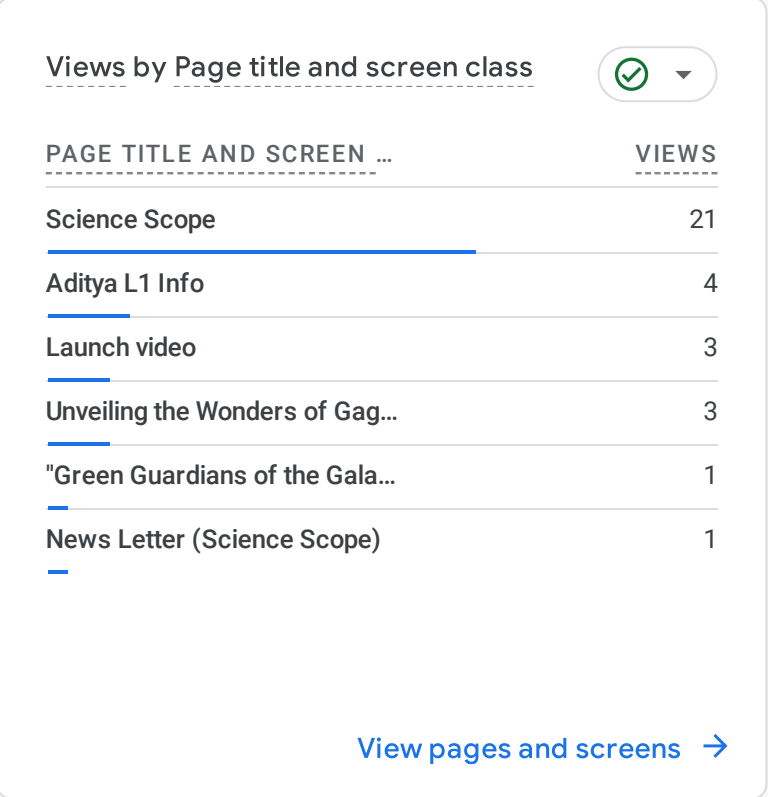 Views by Page title and screen class
PAGE TITLE AND SCREEN …
VIEWS
Science Scope
21
Aditya L1 Info
4
Launch video
3
Unveiling the Wonders of Gag…
3
"Green Guardians of the Gala…
1
News Letter (Science Scope)
1
View pages and screens